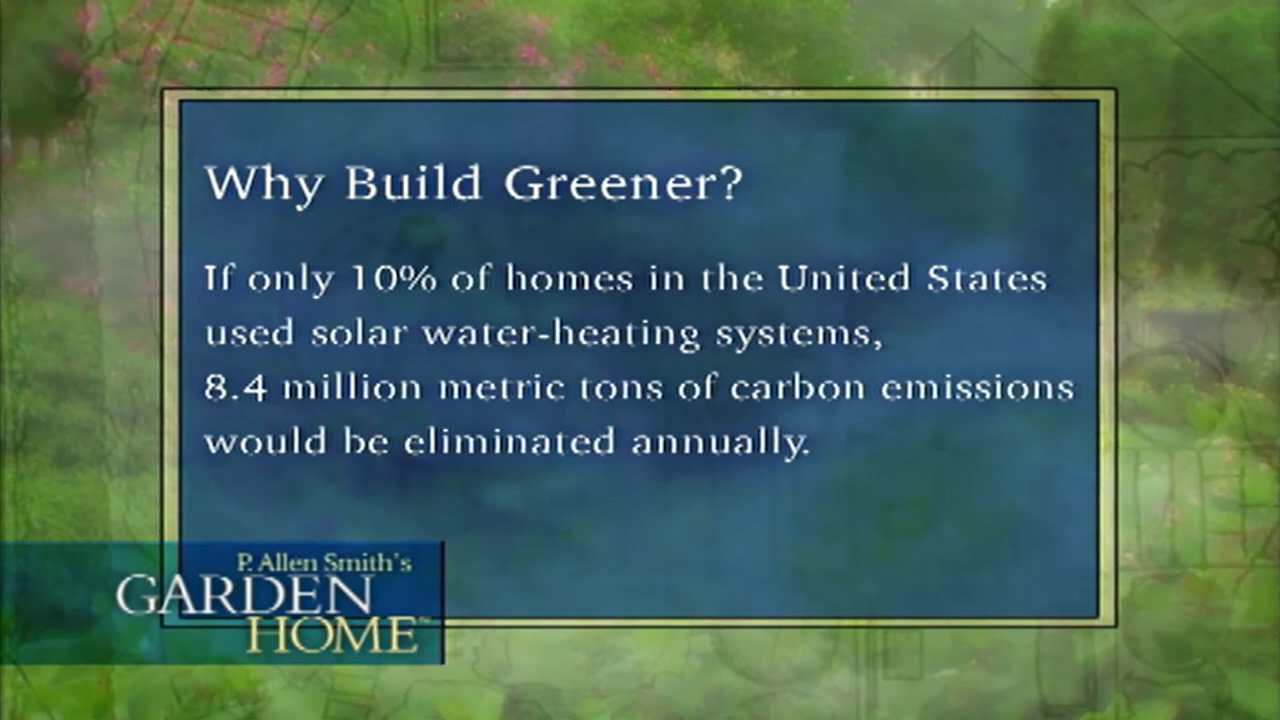 Why Build Greener?
If only 10% of homes in the United States
used solar water-heating systems,
8.4 million metric tons of carbon emissions
would be eliminated annually.
P. Allen Smith's
GARDEN
HOME™